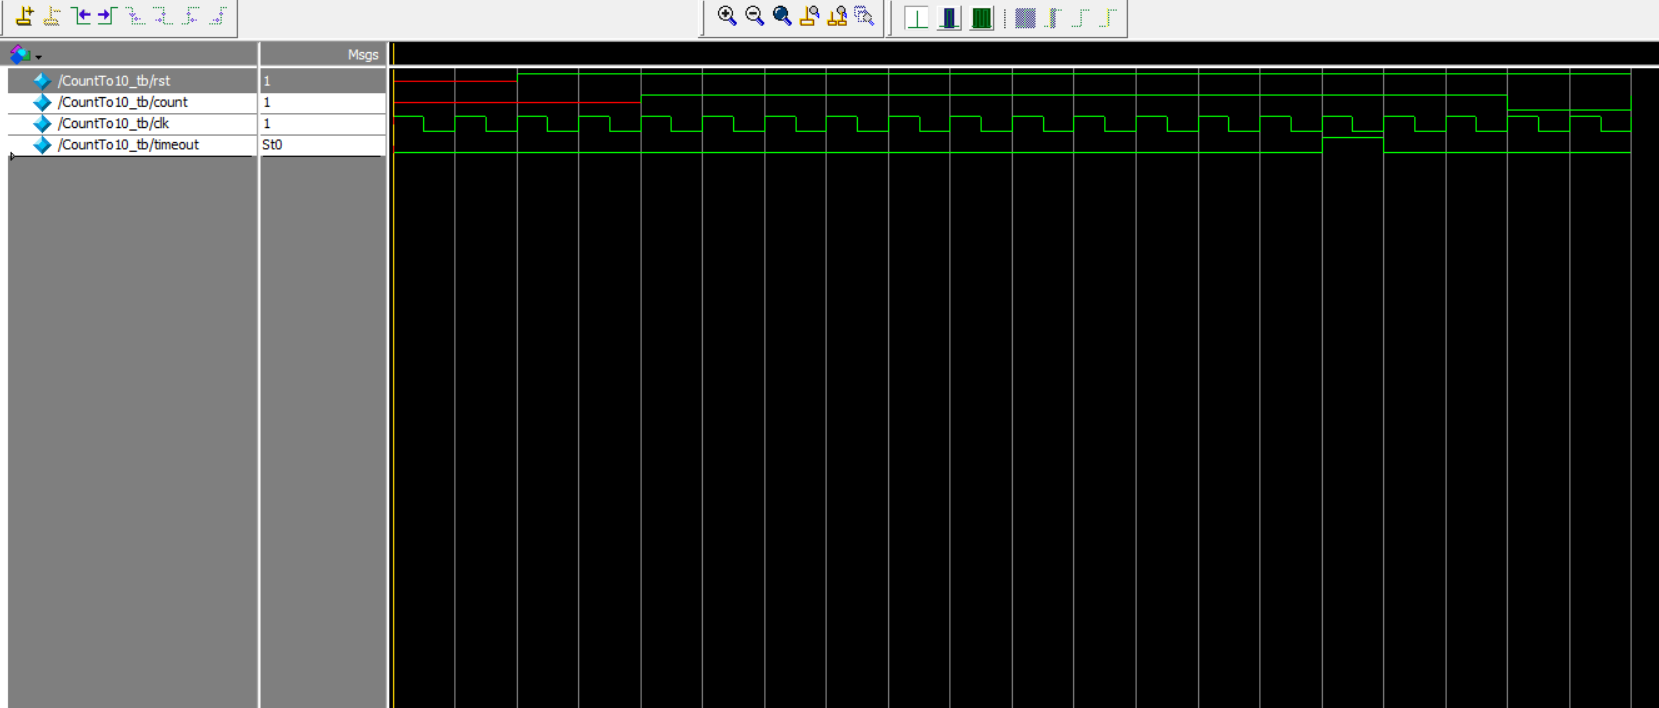 Msgs
/CountTo10_tb/rst 1
/CountTo10_tb/count 1
/CountTo10_tb/clk 1
/CountTo10_tb/timeout St0